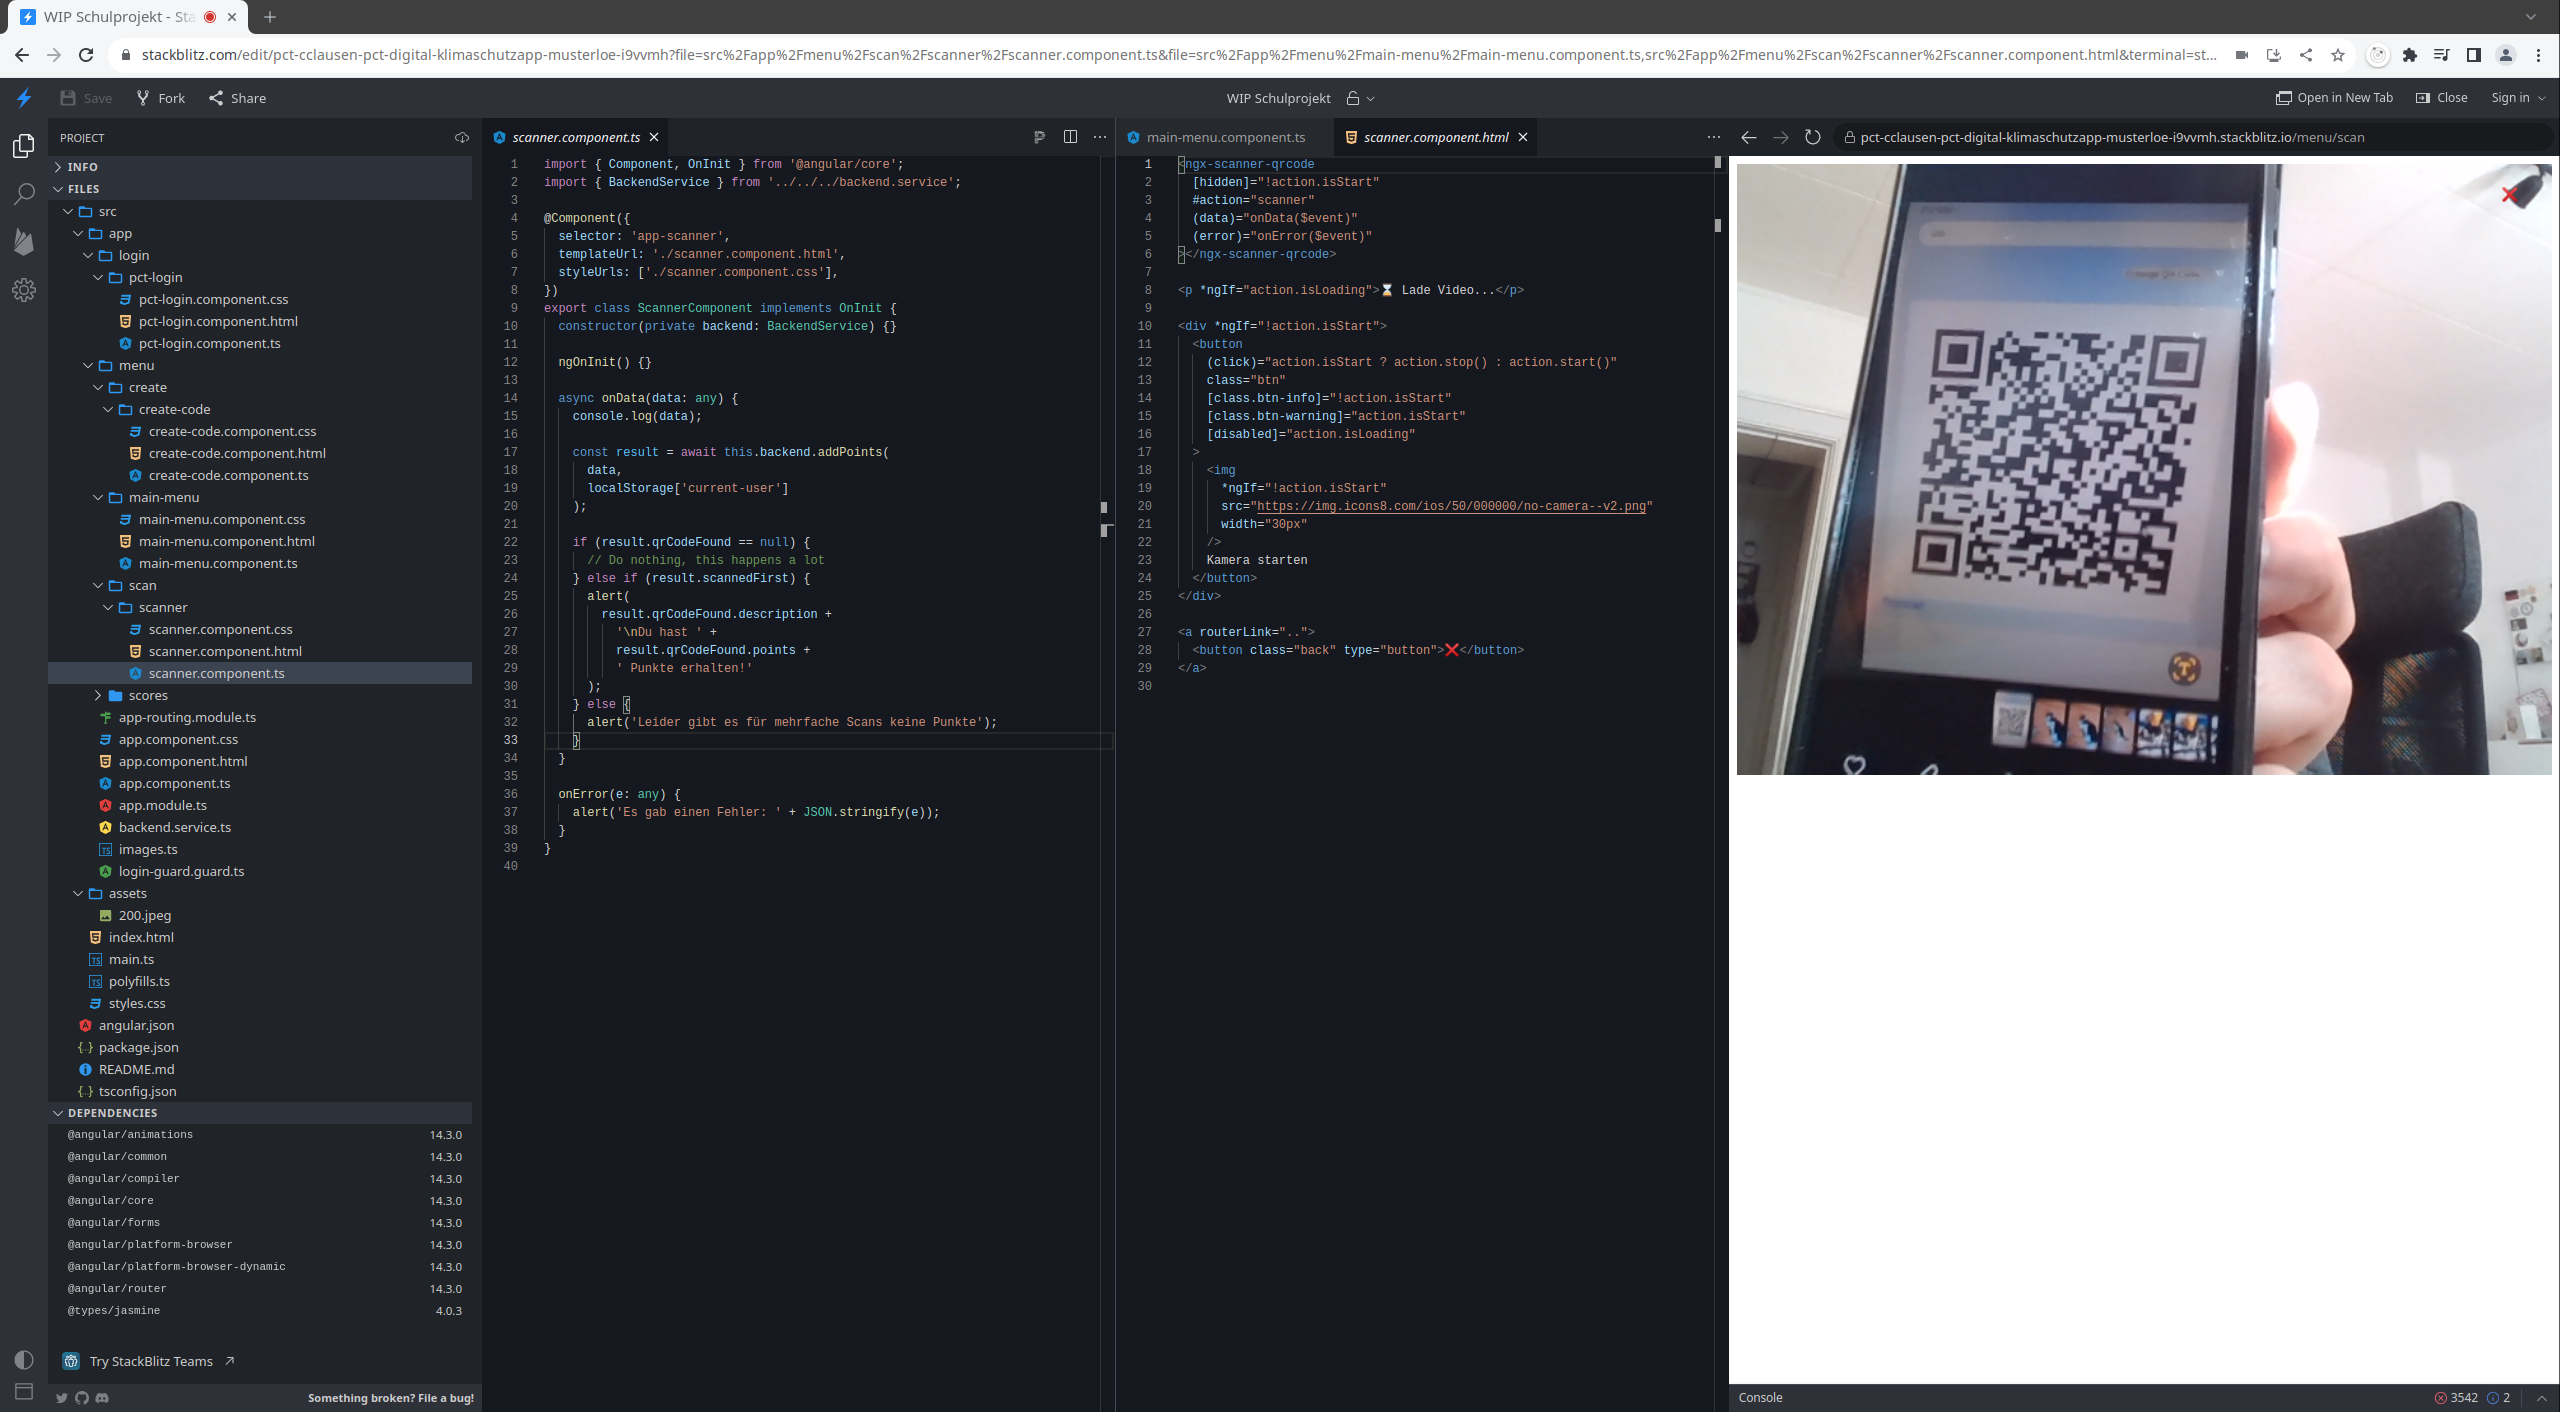 WIP Schulprojekt - Sta
stackblitz.com/edit/pct-cclausen-pct-digital-klimaschutzapp-musterloe-i9vvmh?file=src%2Fapp%2Fmenu%2Fscan%2Fscanner%2Fscanner.component.ts&file=src%2Fapp%2Fmenu%2Fmain-menu%2Fmain-menu.component.ts,src%2Fapp%2Fmenu%2Fscan%2Fscanner%2Fscanner.component.html&terminal=st...
Save Fork Share WIP Schulprojekt Open in New Tab Close Sign in
PROJECT
INFO
FILES
src
app
login
pct-login
pct-login.component.css
pct-login.component.html
pct-login.component.ts
menu
create
create-code
create-code.component.css
create-code.component.html
create-code.component.ts
main-menu
main-menu.component.css
main-menu.component.html
main-menu.component.ts
scan
scanner
scanner.component.css
scanner.component.html
scanner.component.ts
scores
app-routing.module.ts
app.component.css
app.component.html
app.component.ts
app.module.ts
backend.service.ts
images.ts
login-guard.guard.ts
assets
200.jpeg
index.html
main.ts
polyfills.ts
styles.css
angular.json
package.json
README.md
tsconfig.json
DEPENDENCIES
@angular/animations 14.3.0
@angular/common 14.3.0
@angular/compiler 14.3.0
@angular/core 14.3.0
@angular/forms 14.3.0
@angular/platform-browser 14.3.0
@angular/platform-browser-dynamic 14.3.0
@angular/router 14.3.0
@types/jasmine 4.0.3
Try StackBlitz Teams
Something broken? File a bug!
scanner.component.ts
1 import { Component, OnInit } from '@angular/core';
2 import { BackendService } from '../../../backend.service';
3
4 @Component({
5 selector: 'app-scanner',
6 templateUrl: './scanner.component.html',
7 styleUrls: ['./scanner.component.css'],
8 })
9 export class ScannerComponent implements OnInit {
10 constructor(private backend: BackendService) {}
11
12 ngOnInit() {}
13
14 async onData(data: any) {
15 console.log(data);
16
17 const result = await this.backend.addPoints(
18 data,
19 localStorage['current-user']
20 );
21
22 if (result.qrCodeFound == null) {
23 // Do nothing, this happens a lot
24 } else if (result.scannedFirst) {
25 alert(
26 result.qrCodeFound.description +
27 '\nDu hast ' +
28 result.qrCodeFound.points +
29 ' Punkte erhalten!'
30 );
31 } else {
32 alert('Leider gibt es für mehrfache Scans keine Punkte');
33 }
34 }
35
36 onError(e: any) {
37 alert('Es gab einen Fehler: ' + JSON.stringify(e));
38 }
39 }
40
main-menu.component.ts scanner.component.html
1 <ngx-scanner-qrcode
2 [hidden]="!action.isStart"
3 #action="scanner"
4 (data)="onData($event)"
5 (error)="onError($event)"
6 ></ngx-scanner-qrcode>
7
8 <p *ngIf="action.isLoading">⌛ Lade Video...</p>
9
10 <div *ngIf="!action.isStart">
11 <button
12 (click)="action.isStart ? action.stop() : action.start()"
13 class="btn"
14 [class.btn-info]="!action.isStart"
15 [class.btn-warning]="action.isStart"
16 [disabled]="action.isLoading"
17 >
18 <img
19 *ngIf="!action.isStart"
20 src="https://img.icons8.com/ios/50/000000/no-camera--v2.png"
21 width="30px"
22 />
23 Kamera starten
24 </button>
25 </div>
26
27 <a routerLink="..">
28 <button class="back" type="button">❌</button>
29 </a>
30
pct-cclausen-pct-digital-klimaschutzapp-musterloe-i9vvmh.stackblitz.io/menu/scan
Console 3542 2